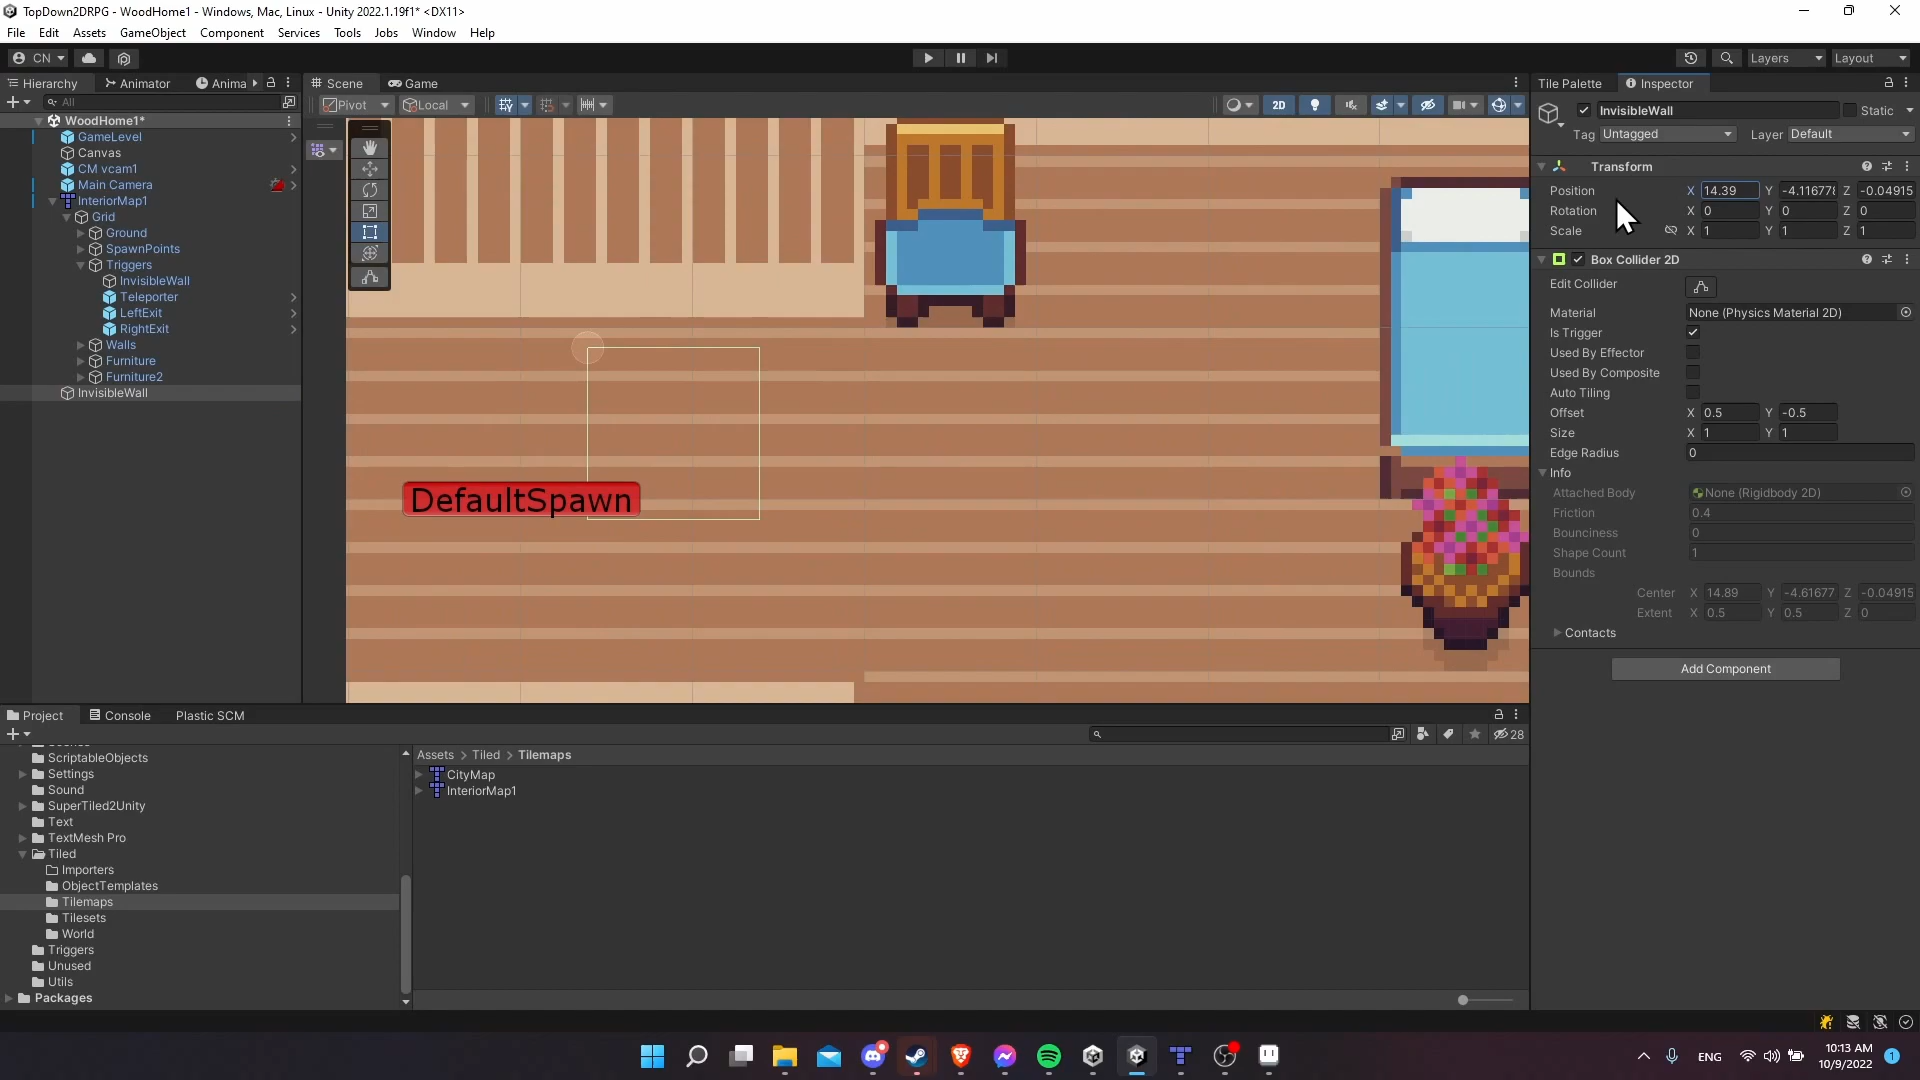 TopDown2DRPG - WoodHome1 - Windows, Mac, Linux - Unity 2022.1.19f1* <DX11>
File Edit Assets GameObject Component Services Tools Jobs Window Help
CN
Layers Layout
Hierarchy Animator Anima
Scene Game
Tile Palette Inspector
All
Pivot Local
2D
InvisibleWall Static
WoodHome1*
GameLevel
Tag Untagged Layer Default
Canvas
CM vcam1
Transform
Main Camera
Position X 14.39 Y -4.116778 Z -0.04915
InteriorMap1
Rotation X 0 Y 0 Z 0
Grid
Scale X 1 Y 1 Z 1
Ground
SpawnPoints
Box Collider 2D
Triggers
InvisibleWall
Edit Collider
Teleporter
LeftExit
Material None (Physics Material 2D)
RightExit
Is Trigger
Walls
Used By Effector
Furniture
Used By Composite
Furniture2
InvisibleWall
Auto Tiling
Offset X 0.5 Y -0.5
Size X 1 Y 1
Edge Radius 0
Info
Attached Body None (Rigidbody 2D)
DefaultSpawn
Friction 0.4
Bounciness 0
Shape Count 1
Bounds
Center X 14.89 Y -4.61677 Z -0.04915
Extent X 0.5 Y 0.5 Z 0
Contacts
Add Component
Project Console Plastic SCM
28
Assets > Tiled > Tilemaps
ScriptableObjects
Settings
Sound
SuperTiled2Unity
Text
TextMesh Pro
Tiled
Importers
ObjectTemplates
Tilemaps
Tilesets
World
Triggers
Unused
Utils
Packages
CityMap
InteriorMap1
ENG
10:13 AM
10/9/2022
1